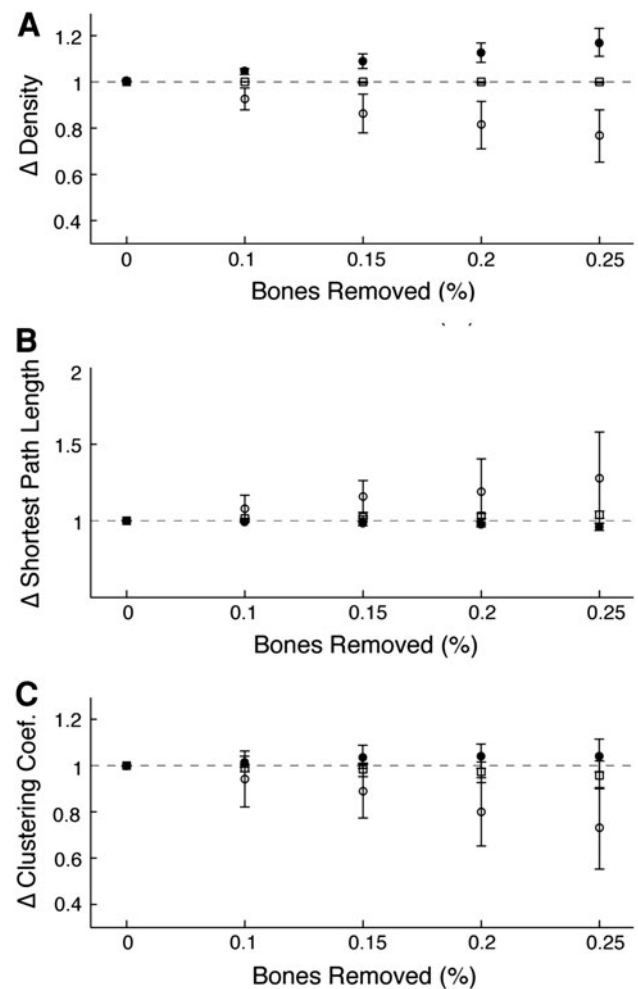 A
1.2
1
0.8
0.6
0.4
Δ Density
0 0.1 0.15 0.2 0.25
Bones Removed (%)
B
2
1.5
1
Δ Shortest Path Length
0 0.1 0.15 0.2 0.25
Bones Removed (%)
C
1.2
1
0.8
0.6
0.4
Δ Clustering Coef.
0 0.1 0.15 0.2 0.25
Bones Removed (%)